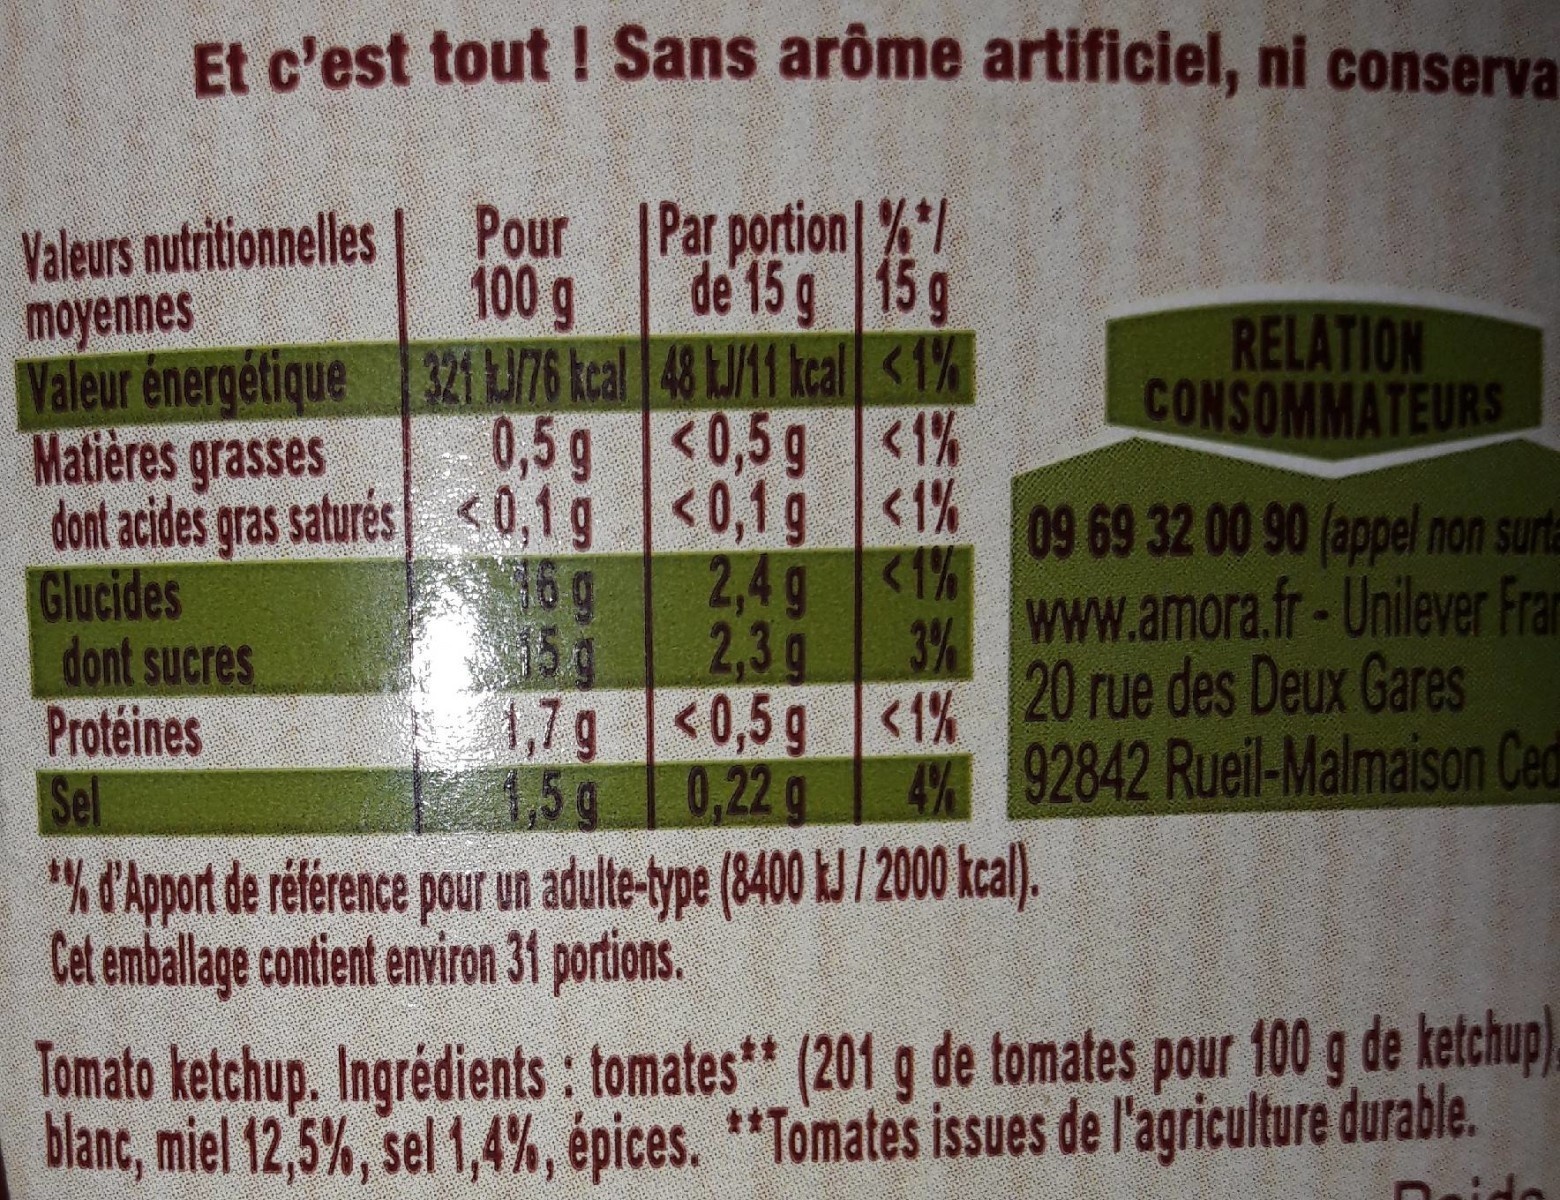 Et c'est tout ! Sans arôme artificiel, ni conserva
Valeurs nutritionnelles moyennes | Pour 100 g | Par portion de 15 g | %*/ 15 g
Valeur énergétique | 321 kJ/76 kcal | 48 kJ/11 kcal | <1%
Matières grasses | 0,5 g | <0,5 g | <1%
dont acides gras saturés | <0,1 g | <0,1 g | <1%
Glucides | 16 g | 2,4 g | <1%
dont sucres | 15 g | 2,3 g | 3%
Protéines | 1,7 g | <0,5 g | <1%
Sel | 1,5 g | 0,22 g | 4%
*% d'Apport de référence pour un adulte-type (8400 kJ / 2000 kcal).
Cet emballage contient environ 31 portions.
RELATION
CONSOMMATEURS
09 69 32 00 90 (appel non surta
www.amora.fr - Unilever Fran
20 rue des Deux Gares
92842 Rueil-Malmaison Ced
Tomato ketchup. Ingrédients : tomates** (201 g de tomates pour 100 g de ketchup)
blanc, miel 12,5%, sel 1,4%, épices. **Tomates issues de l'agriculture durable.